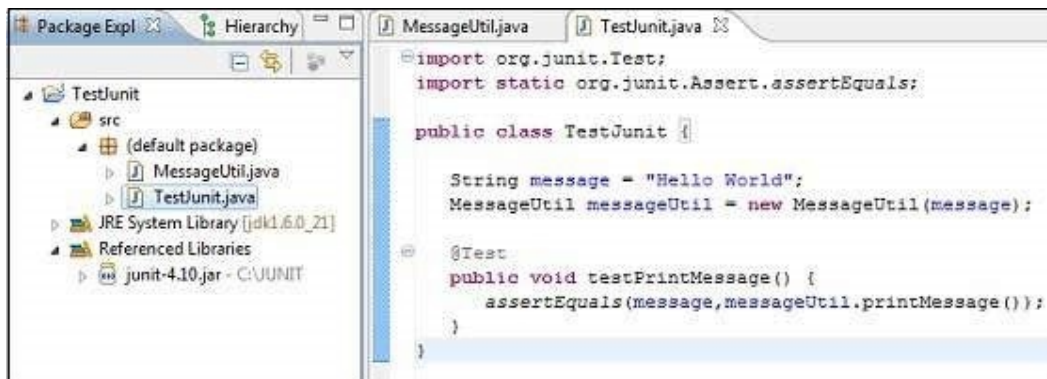 Package Expl
Hierarchy
TestJunit
src
(default package)
MessageUtil.java
TestJunit.java
JRE System Library [jdk1.6.0_21]
Referenced Libraries
junit-4.10.jar - C:\JUNIT
MessageUtil.java
TestJunit.java
import org.junit.Test;
import static org.junit.Assert.assertEquals;
public class TestJunit {
String message = "Hello World";
MessageUtil messageUtil = new MessageUtil(message);
@Test
public void testPrintMessage() {
assertEquals(message,messageUtil.printMessage());
}
}